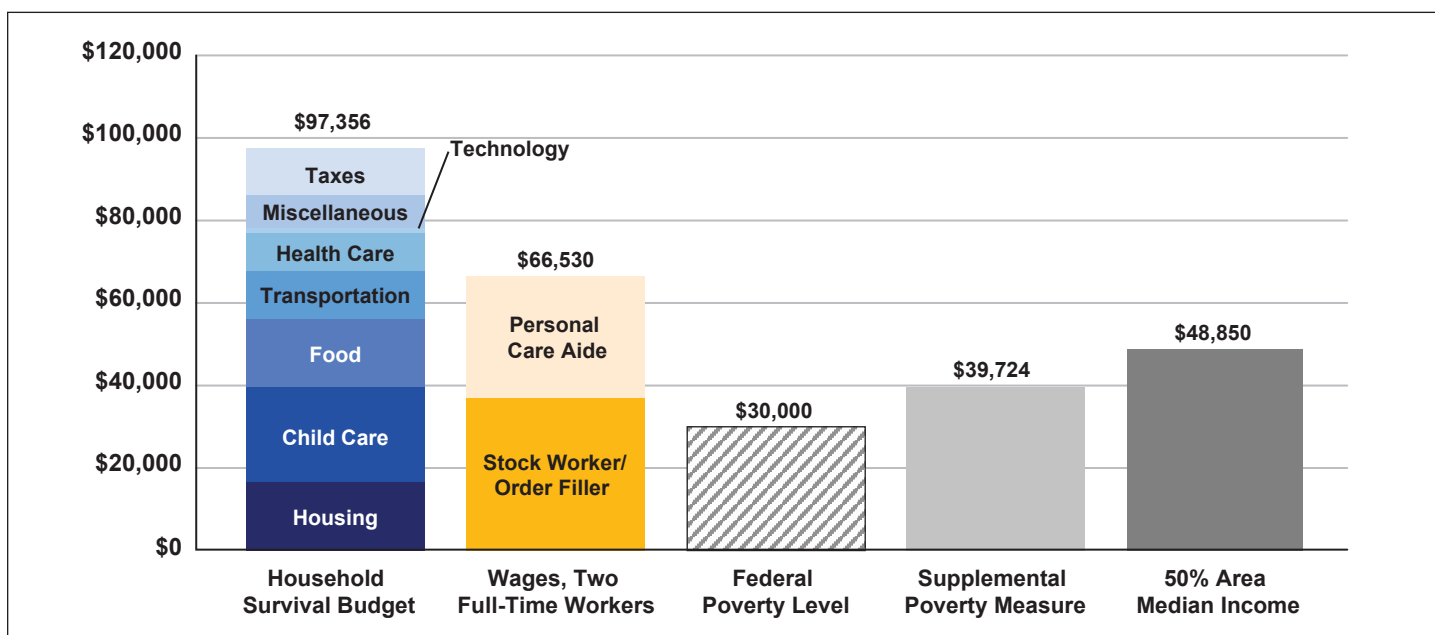 $120,000
$100,000
$80,000
$60,000
$40,000
$20,000
$0
$97,356
Technology
Taxes
Miscellaneous
Health Care
Transportation
Food
Child Care
Housing
$66,530
Personal
Care Aide
Stock Worker/
Order Filler
$30,000
$39,724
$48,850
Household
Survival Budget
Wages, Two
Full-Time Workers
Federal
Poverty Level
Supplemental
Poverty Measure
50% Area
Median Income